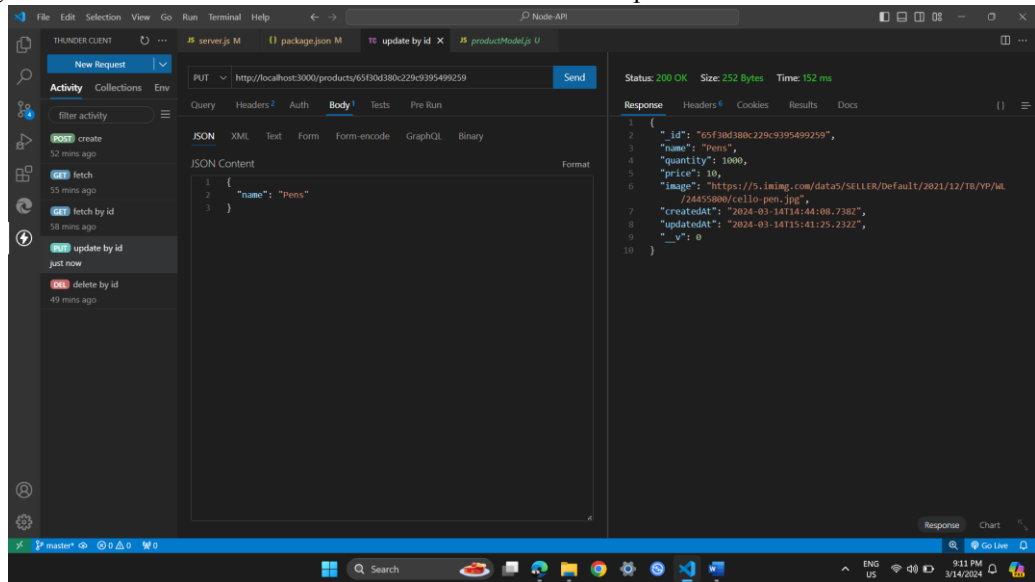 File Edit Selection View Go Run Terminal Help
Node-API
THUNDER CLIENT
JS server.js M
{} package.json M
TC update by id
JS productModel.js U
New Request
Activity Collections Env
filter activity
POST create
52 mins ago
GET fetch
55 mins ago
GET fetch by id
58 mins ago
PUT update by id
just now
DEL delete by id
49 mins ago
PUT http://localhost:3000/products/65f30d380c229c9395499259 Send
Query Headers 2 Auth Body 1 Tests Pre Run
JSON XML Text Form Form-encode GraphQL Binary
JSON Content Format
1 {
2 "name": "Pens"
3 }
Status: 200 OK Size: 252 Bytes Time: 152 ms
Response Headers 6 Cookies Results Docs {}
1 {
2 "_id": "65f30d380c229c9395499259",
3 "name": "Pens",
4 "quantity": 1000,
5 "price": 10,
6 "image": "https://5.imimg.com/data5/SELLER/Default/2021/12/TB/YP/WL
/24455800/cello-pen.jpg",
7 "createdAt": "2024-03-14T14:44:08.738Z",
8 "updatedAt": "2024-03-14T15:41:25.232Z",
9 "__v": 0
10 }
Response Chart
master* 0 0 0 Go Live
Search
ENG
US
9:11 PM
3/14/2024